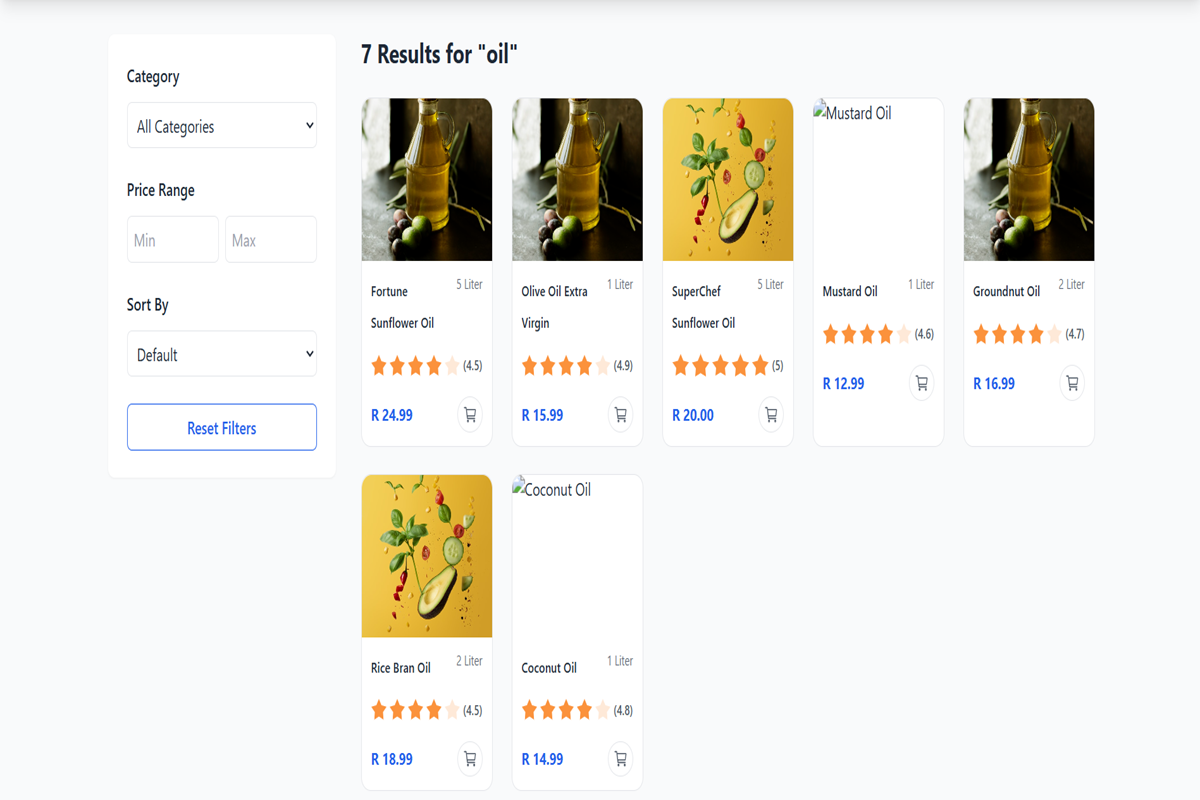 7 Results for "oil"
Category
All Categories
Price Range
Min
Max
Sort By
Default
Reset Filters
Fortune Sunflower Oil
5 Liter
(4.5)
R 24.99
Olive Oil Extra Virgin
1 Liter
(4.9)
R 15.99
SuperChef Sunflower Oil
5 Liter
(5)
R 20.00
Mustard Oil
Mustard Oil
1 Liter
(4.6)
R 12.99
Groundnut Oil
2 Liter
(4.7)
R 16.99
Rice Bran Oil
2 Liter
(4.5)
R 18.99
Coconut Oil
Coconut Oil
1 Liter
(4.8)
R 14.99